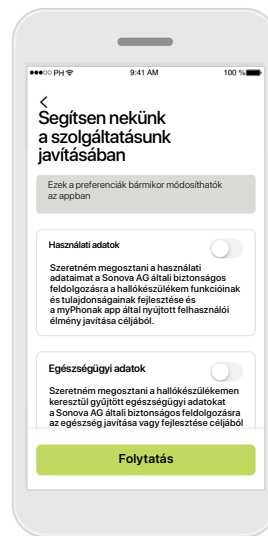 PH
9:41 AM
100 %
Segítsen nekünk
a szolgáltatásunk
javításában
Ezek a preferenciák bármikor módosíthatók
az appban
Használati adatok
Szeretném megosztani a használati
adataimat a Sonova AG általi biztonságos
feldolgozásra a hallókészülékem funkcióinak
és tulajdonságainak fejlesztése és
a myPhonak app által nyújtott felhasználói
élmény javítása céljából.
Egészségügyi adatok
Szeretném megosztani a hallókészülékemen
keresztül gyűjtött egészségügyi adatokat
a Sonova AG általi biztonságos feldolgozásra
az egészség javítása vagy fejlesztése céljából
Folytatás